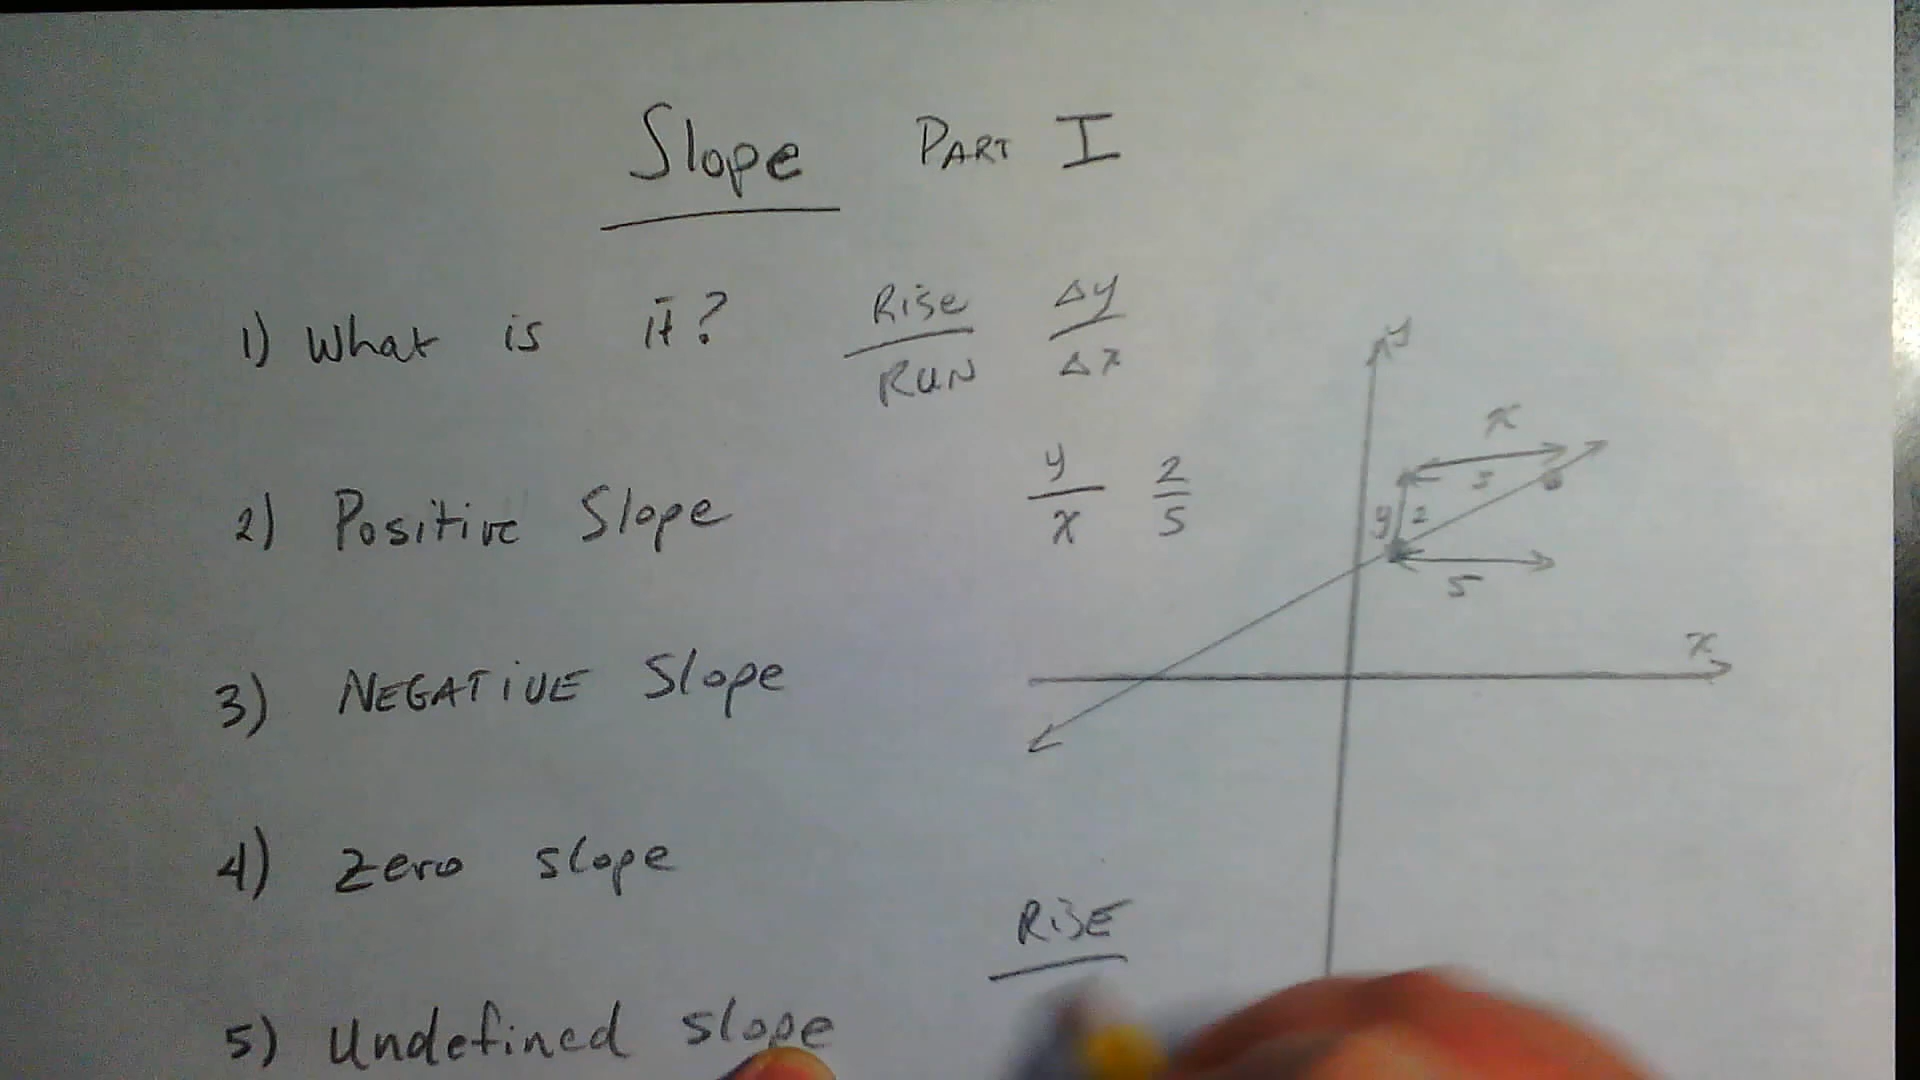 Slope PART I
1) What is it? Rise/RUN Δy/Δx
2) Positive Slope y/x 2/5
3) NEGATIVE Slope
4) Zero slope
5) Undefined slope
RISE
y
x
5
y 2
5
x